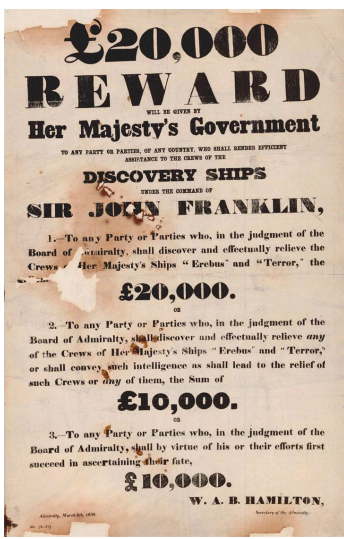 £20,000
REWARD
WILL BE GIVEN BY
Her Majesty's Government
TO ANY PARTY OR PARTIES, OF ANY COUNTRY, WHO SHALL RENDER EFFICIENT
ASSISTANCE TO THE CREWS OF THE
DISCOVERY SHIPS
UNDER THE COMMAND OF
SIR JOHN FRANKLIN,
1.—To any Party or Parties who, in the judgment of the
Board of Admiralty, shall discover and effectually relieve the
Crews of Her Majesty's Ships "Erebus" and "Terror," the
£20,000.
OR
2.—To any Party or Parties who, in the judgment of the
Board of Admiralty, shall discover and effectually relieve any
of the Crews of Her Majesty's Ships "Erebus" and "Terror,"
or shall convey such intelligence as shall lead to the relief of
such Crews or any of them, the Sum of
£10,000.
OR
3.—To any Party or Parties who, in the judgment of the
Board of Admiralty, shall by virtue of his or their efforts first
succeed in ascertaining their fate,
£10,000.
W. A. B. HAMILTON,
Admiralty, March 8th, 1850. Secretary of the Admiralty.